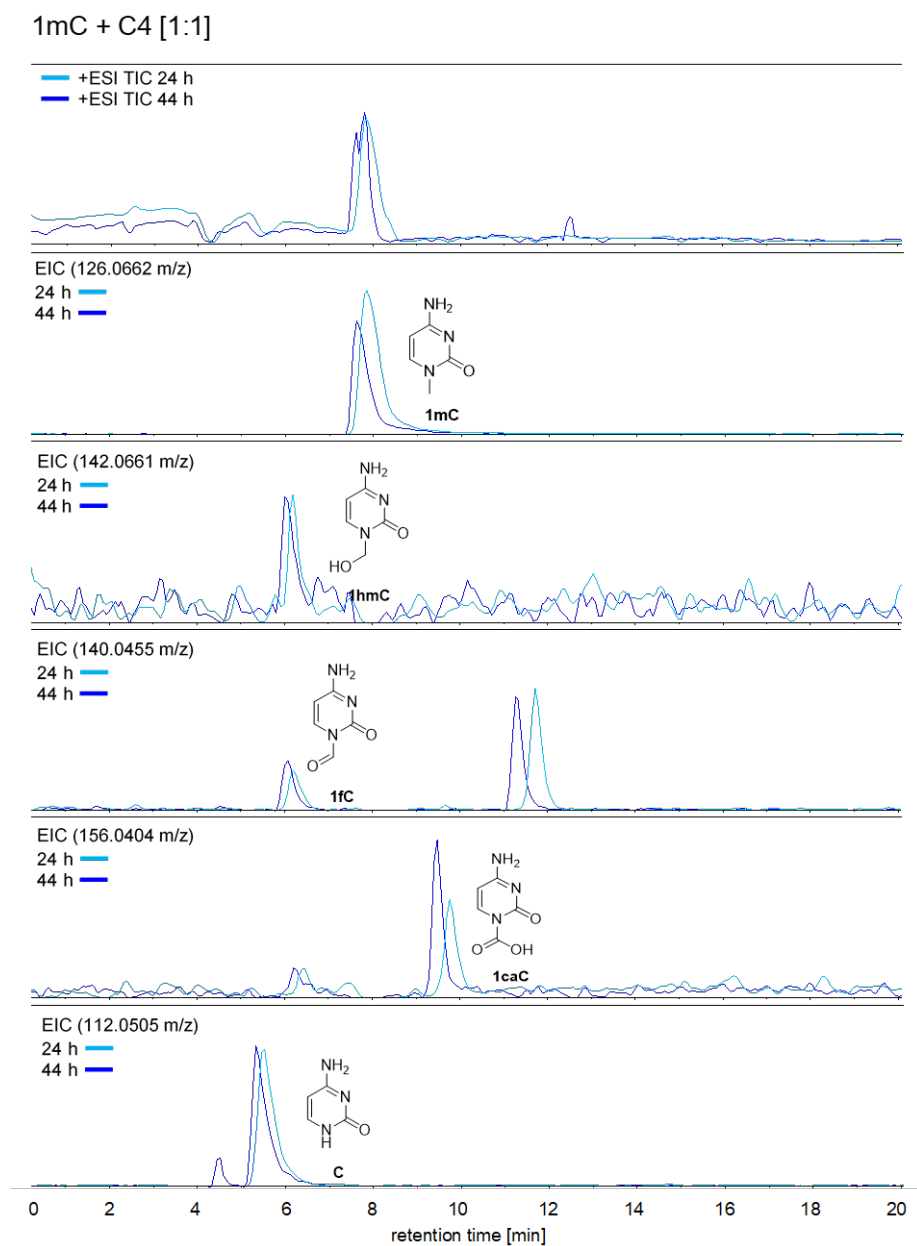 1mC + C4 [1:1]
+ESI TIC 24 h
+ESI TIC 44 h
EIC (126.0662 m/z)
24 h
44 h
NH2
N
N
O
1mC
EIC (142.0661 m/z)
24 h
44 h
NH2
N
N
O
HO
1hmC
EIC (140.0455 m/z)
24 h
44 h
NH2
N
N
O
O
1fC
EIC (156.0404 m/z)
24 h
44 h
NH2
N
N
O
O
OH
1caC
EIC (112.0505 m/z)
24 h
44 h
NH2
N
N
H
O
C
0 2 4 6 8 10 12 14 16 18 20
retention time [min]